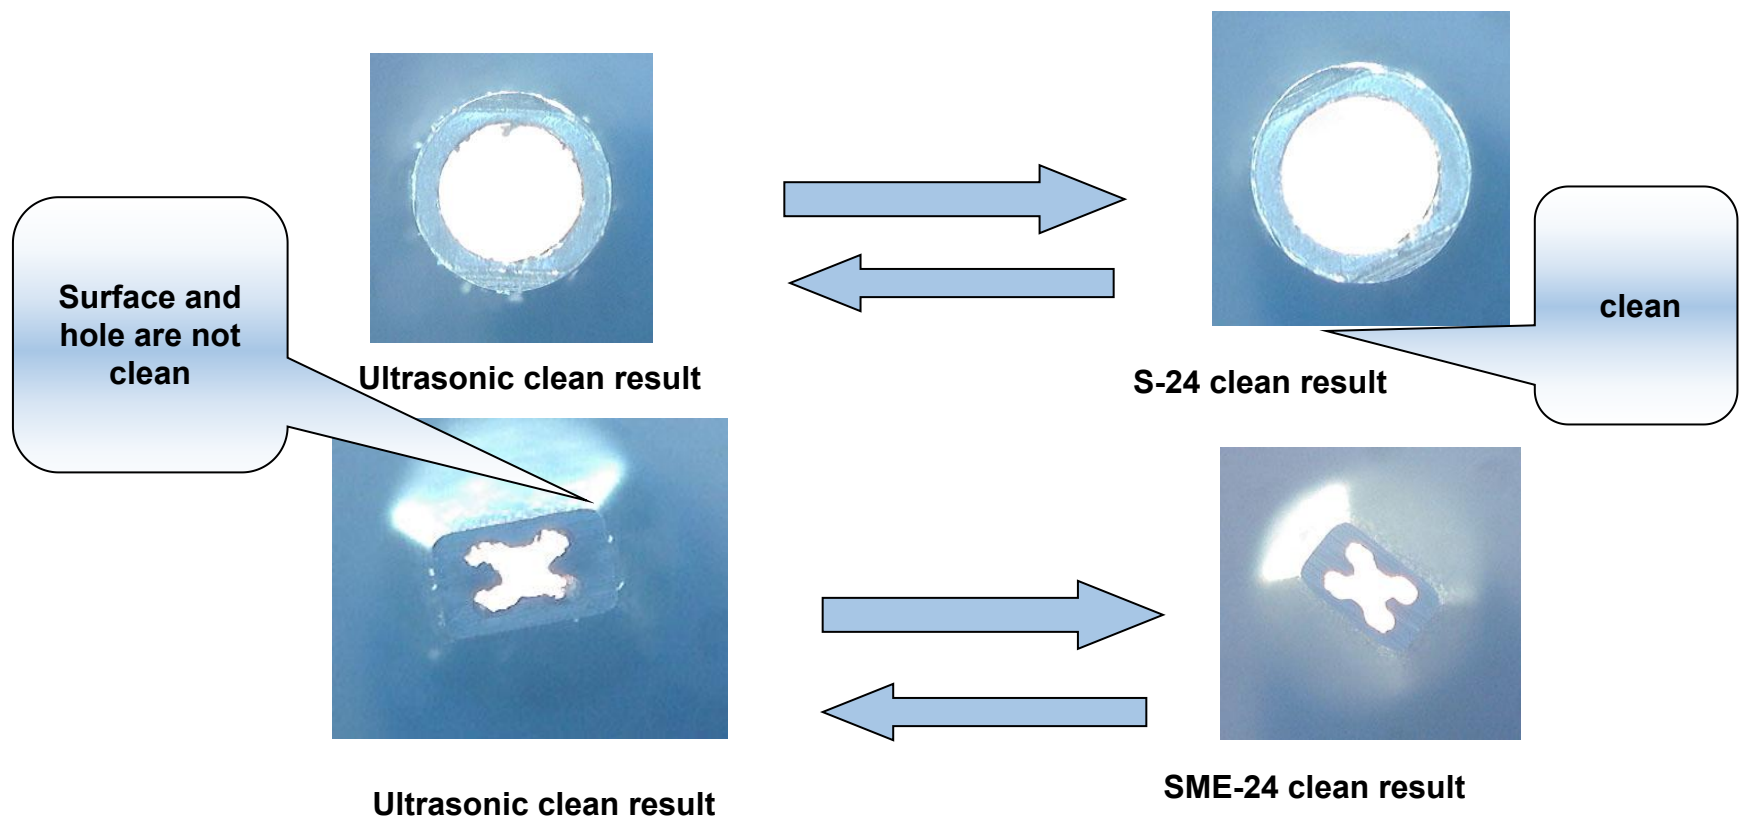 Surface and
hole are not
clean
Ultrasonic clean result
S-24 clean result
clean
Ultrasonic clean result
SME-24 clean result